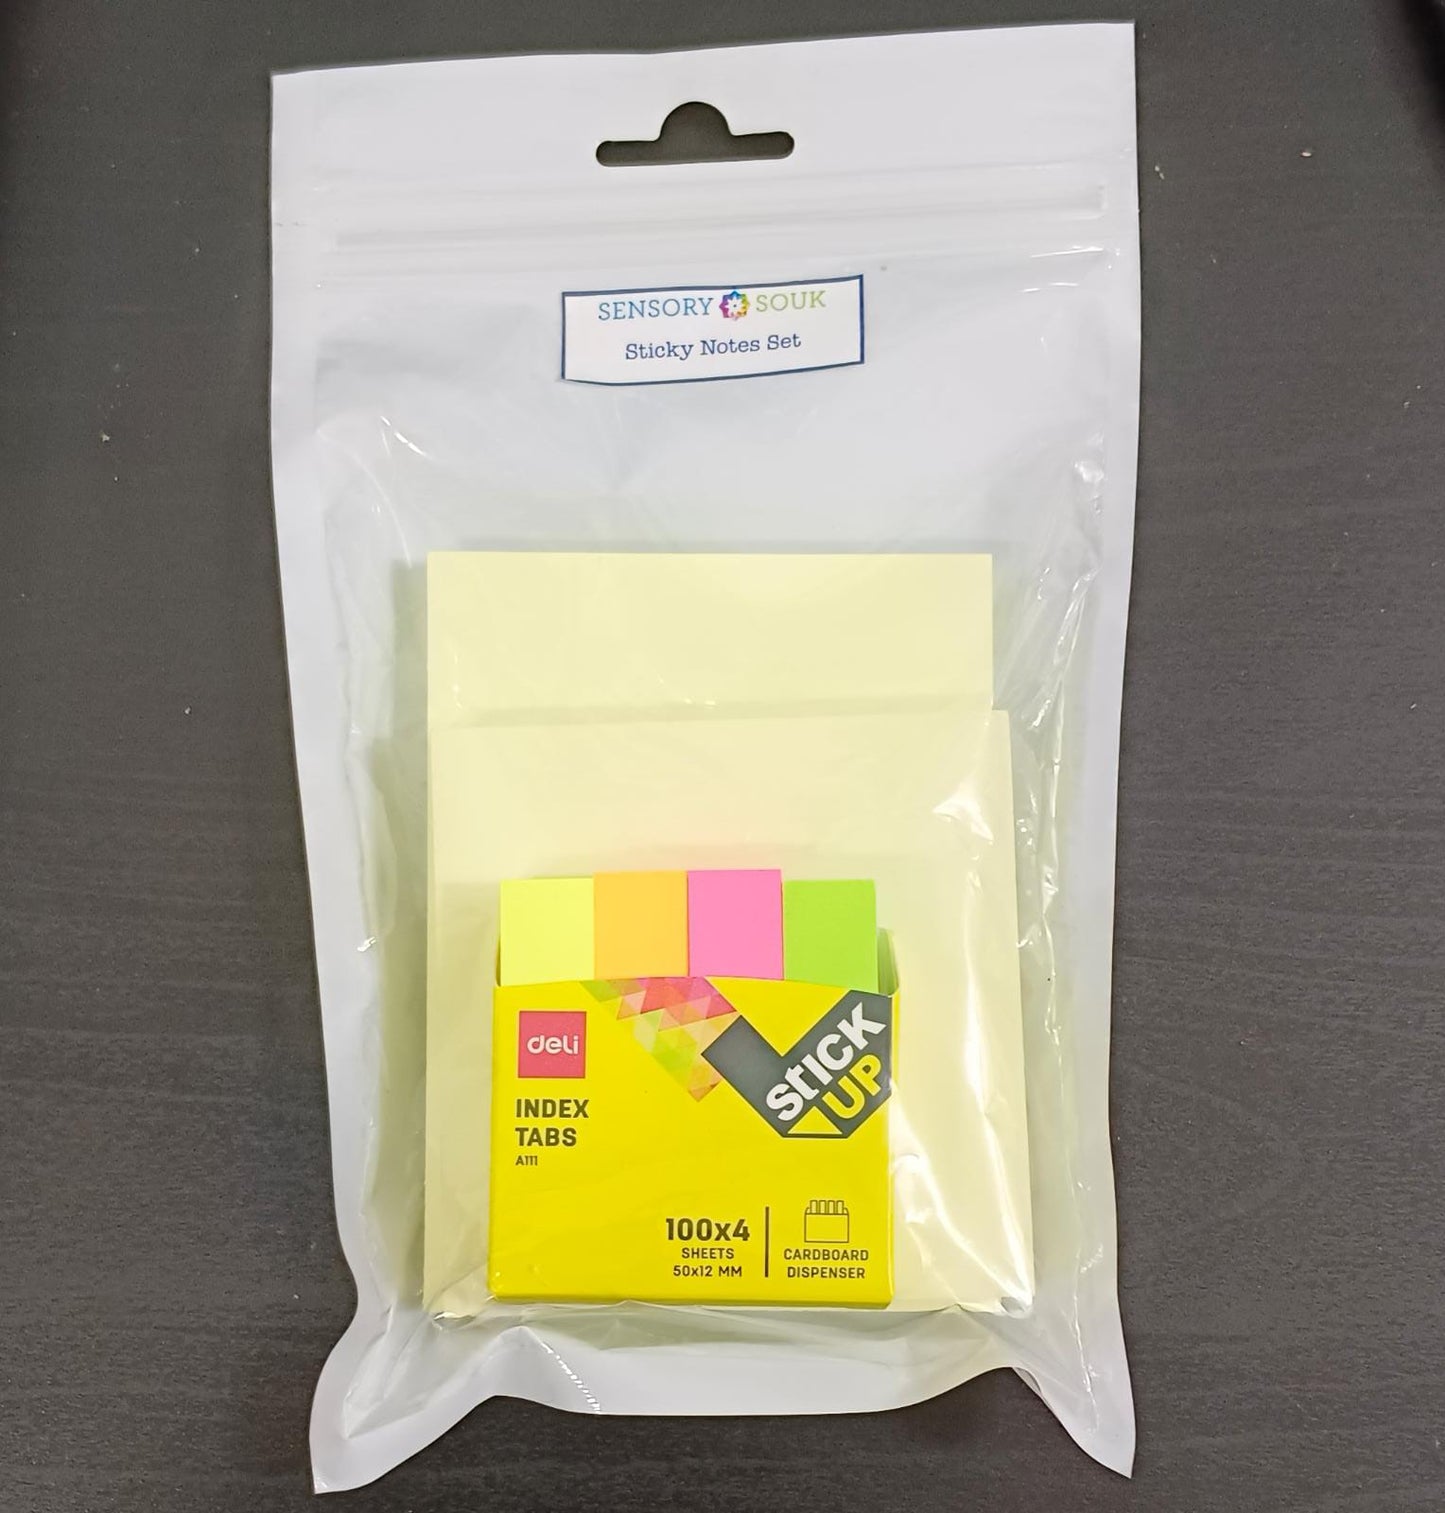 SENSORY SOUK
Sticky Notes Set
deli
STICK
UP
INDEX
TABS
A111
100x4
SHEETS
50x12 MM
CARDBOARD
DISPENSER